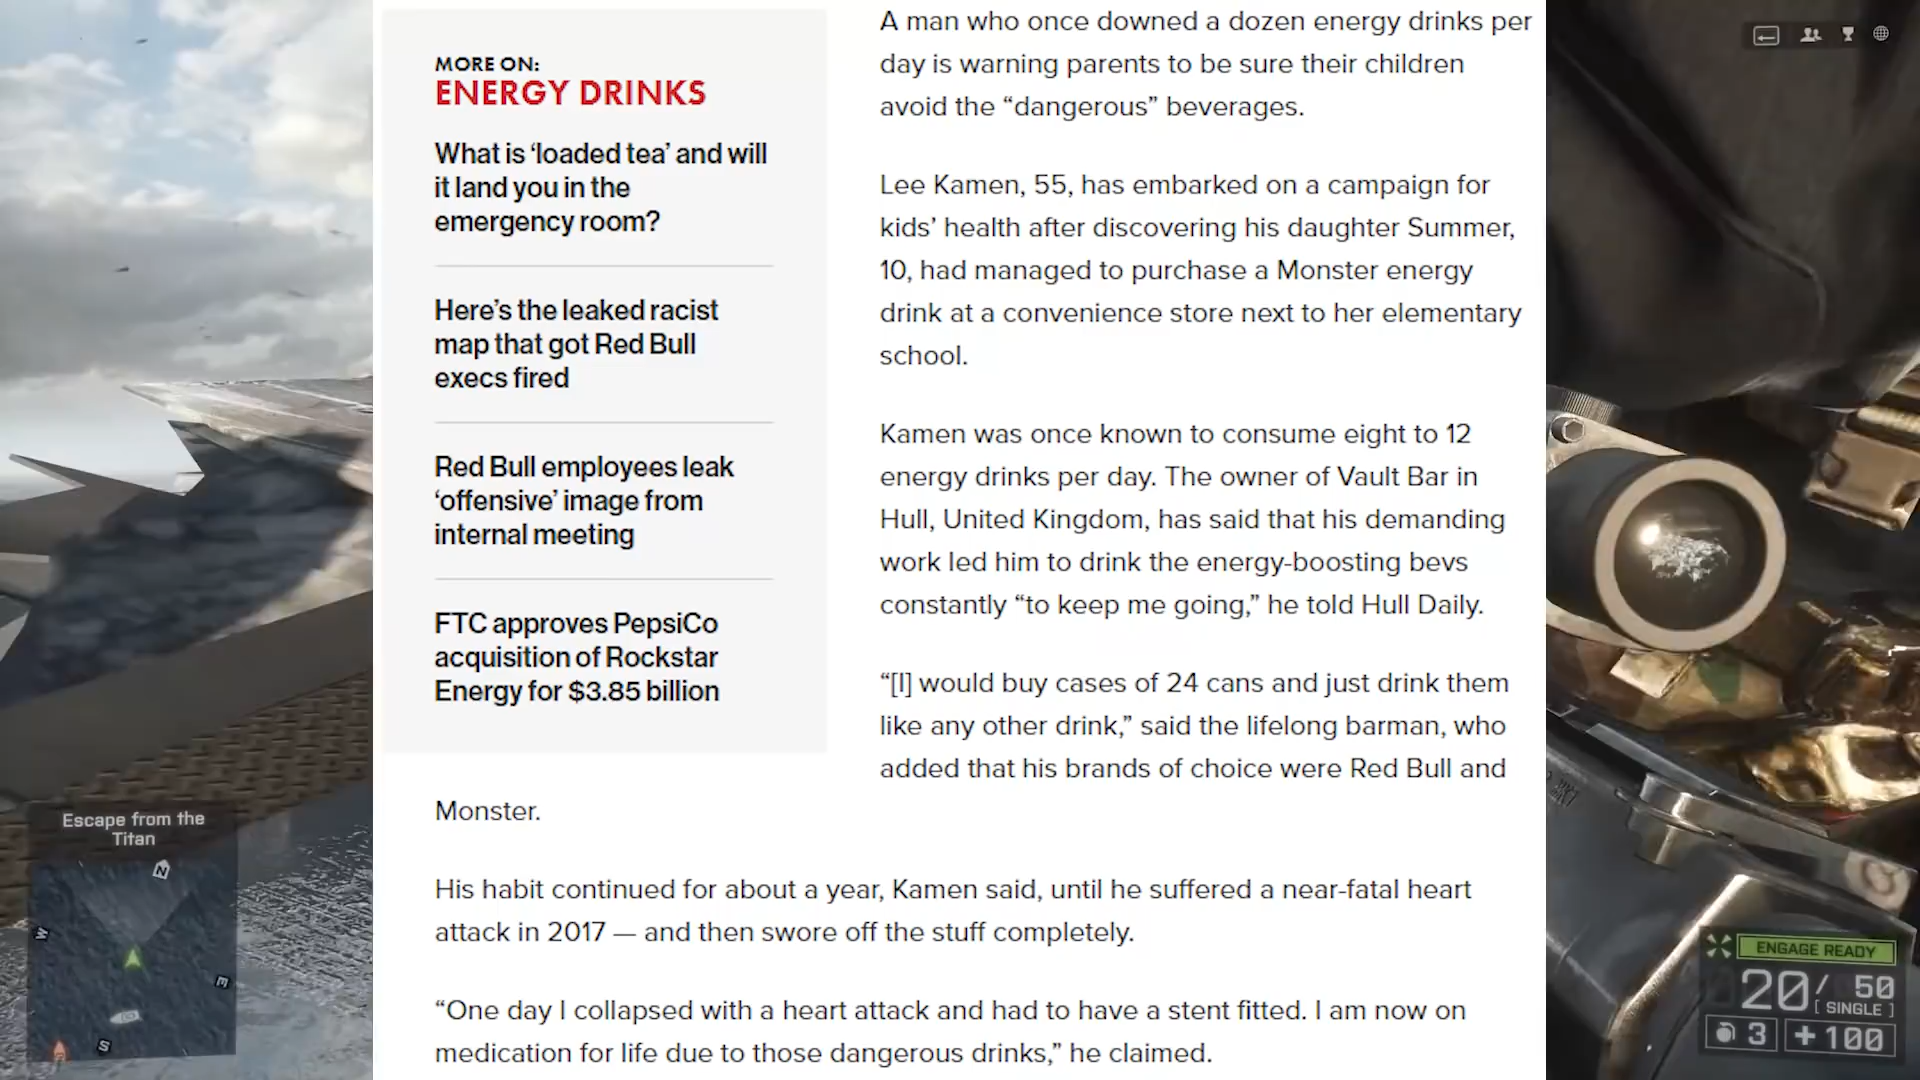 MORE ON:
ENERGY DRINKS
What is ‘loaded tea’ and will
it land you in the
emergency room?
Here’s the leaked racist
map that got Red Bull
execs fired
Red Bull employees leak
‘offensive’ image from
internal meeting
FTC approves PepsiCo
acquisition of Rockstar
Energy for $3.85 billion
A man who once downed a dozen energy drinks per
day is warning parents to be sure their children
avoid the “dangerous” beverages.
Lee Kamen, 55, has embarked on a campaign for
kids’ health after discovering his daughter Summer,
10, had managed to purchase a Monster energy
drink at a convenience store next to her elementary
school.
Kamen was once known to consume eight to 12
energy drinks per day. The owner of Vault Bar in
Hull, United Kingdom, has said that his demanding
work led him to drink the energy-boosting bevs
constantly “to keep me going,” he told Hull Daily.
“[I] would buy cases of 24 cans and just drink them
like any other drink,” said the lifelong barman, who
added that his brands of choice were Red Bull and
Monster.
His habit continued for about a year, Kamen said, until he suffered a near-fatal heart
attack in 2017 — and then swore off the stuff completely.
“One day I collapsed with a heart attack and had to have a stent fitted. I am now on
medication for life due to those dangerous drinks,” he claimed.
Escape from the
Titan
N
W
E
S
ENGAGE READY
20/ 50
[ SINGLE ]
3
+100